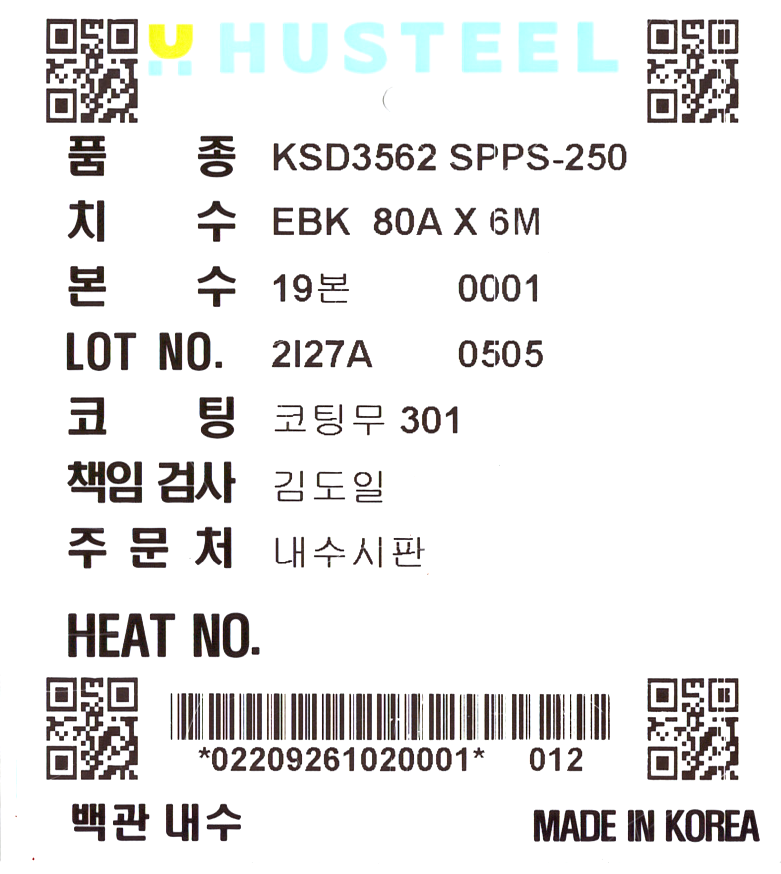 HUSTEEL
품 종 KSD3562 SPPS-250
치 수 EBK 80A X 6M
본 수 19본 0001
LOT NO. 2I27A 0505
코 팅 코팅무 301
책임 검사 김도일
주 문 처 내수시판
HEAT NO.
*02209261020001* 012
백관 내수 MADE IN KOREA